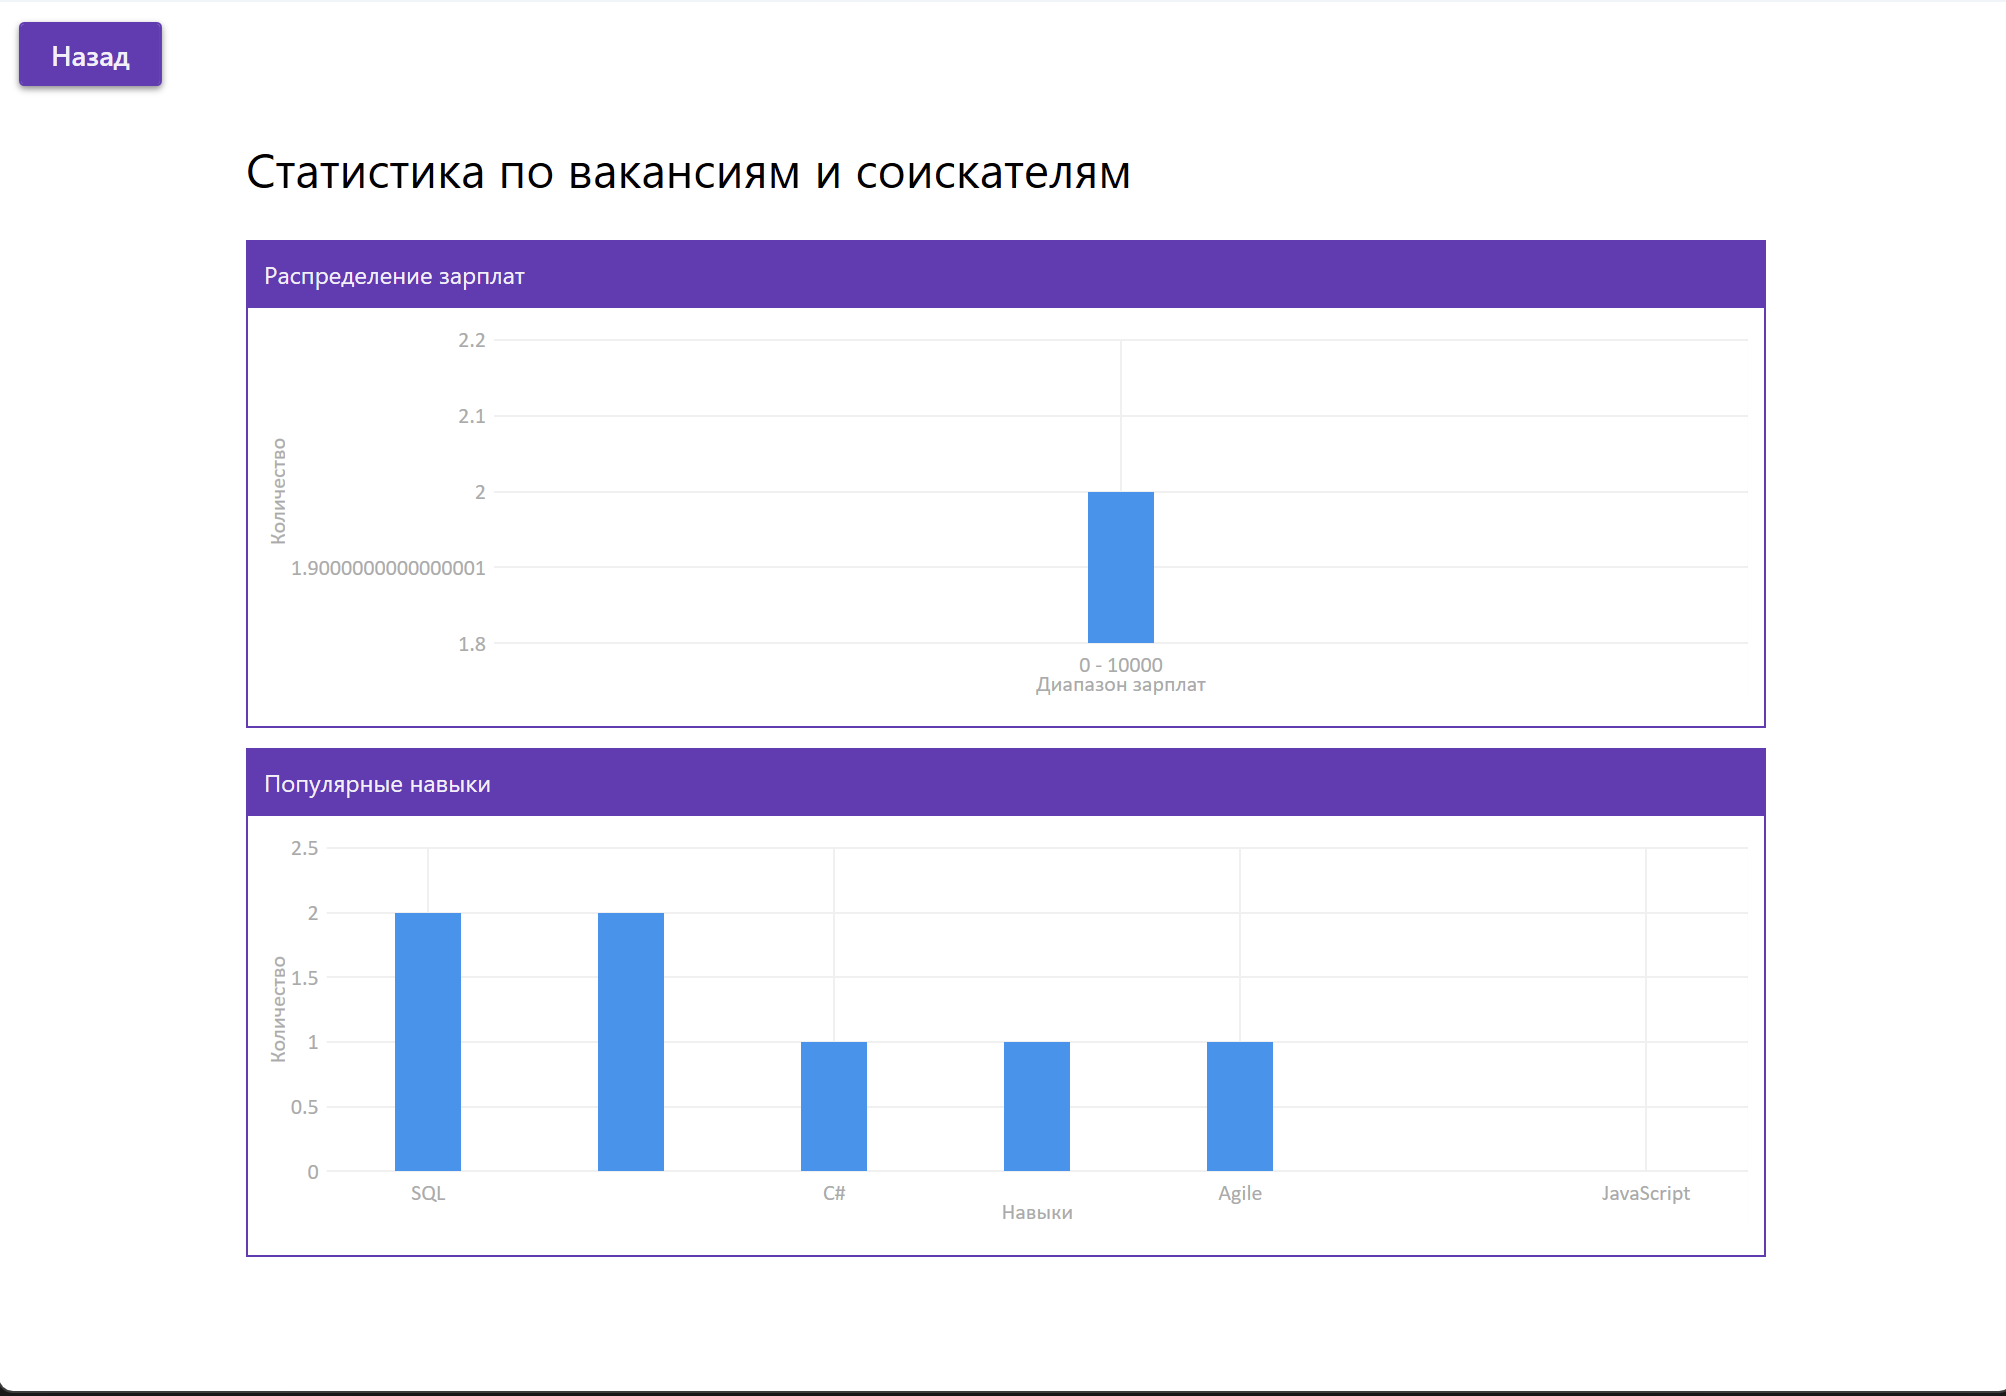 Назад
Статистика по вакансиям и соискателям
Распределение зарплат
2.2
2.1
2
1.9000000000000001
1.8
Количество
0 - 10000
Диапазон зарплат
Популярные навыки
2.5
2
1.5
1
0.5
0
Количество
SQL
C#
Agile
JavaScript
Навыки